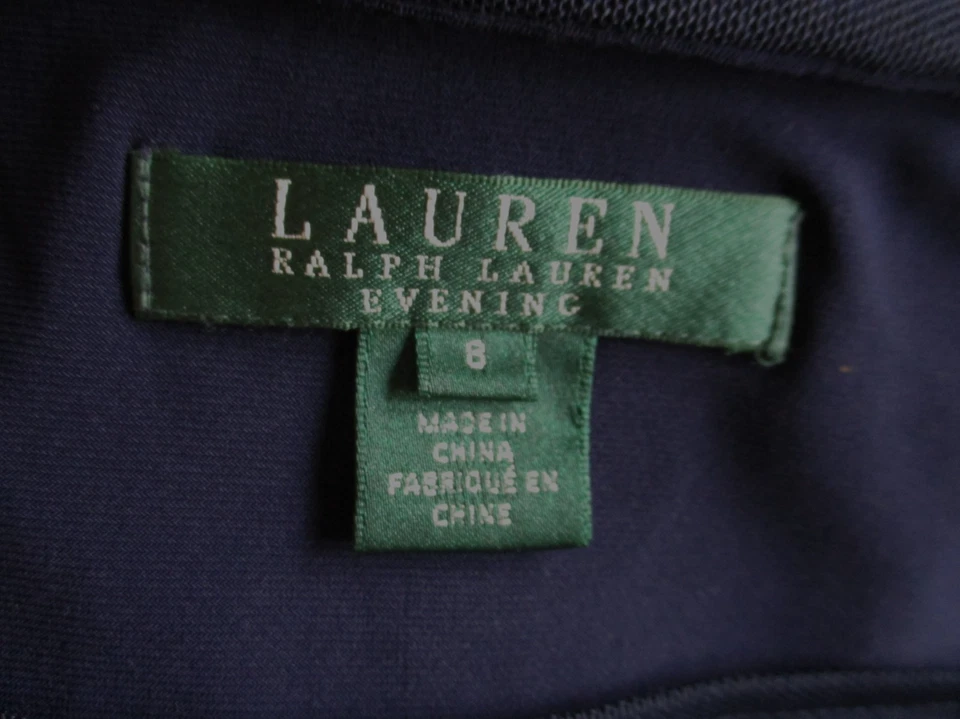 LAUREN
RALPH LAUREN
EVENING
8
MADE IN
CHINA
FABRIQUÉ EN
CHINE